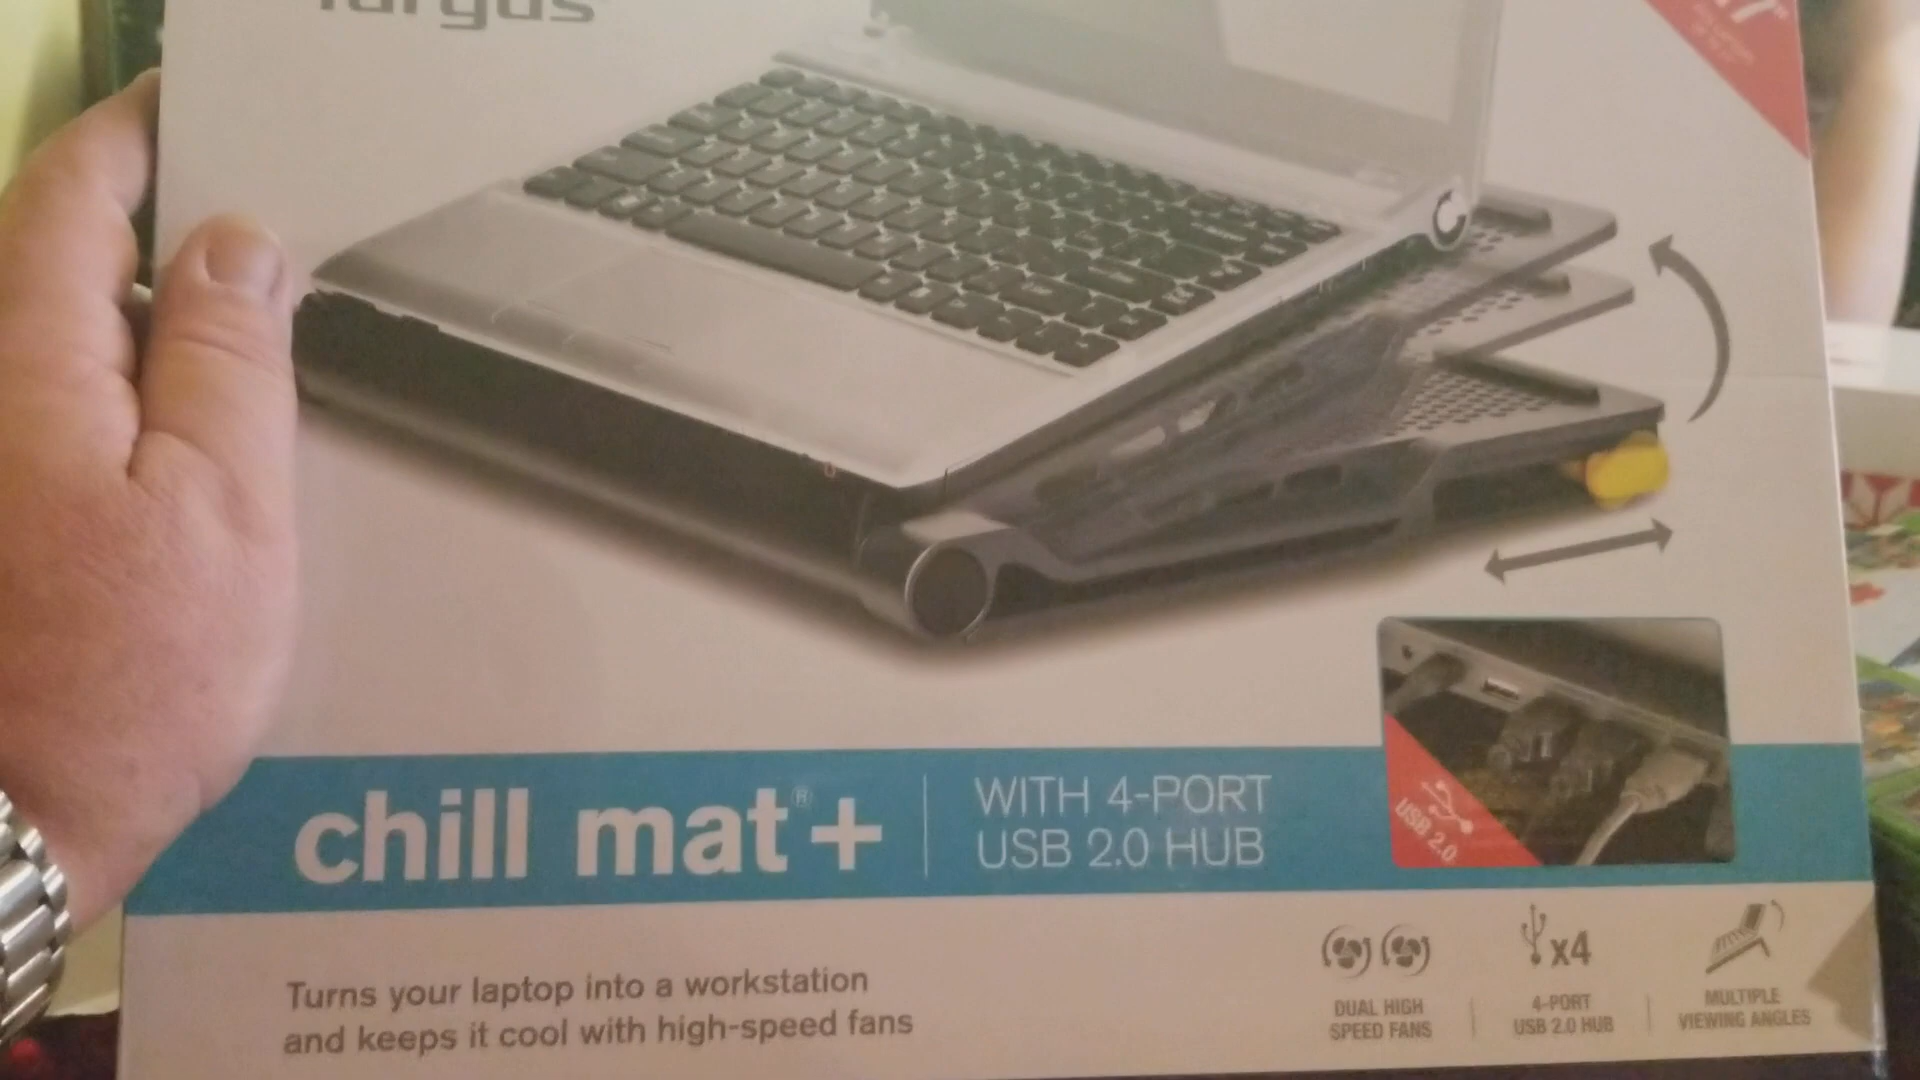 Targus
17"
chill mat®+
WITH 4-PORT
USB 2.0 HUB
USB 2.0
Turns your laptop into a workstation
and keeps it cool with high-speed fans
DUAL HIGH
SPEED FANS
x4
4-PORT
USB 2.0 HUB
MULTIPLE
VIEWING ANGLES